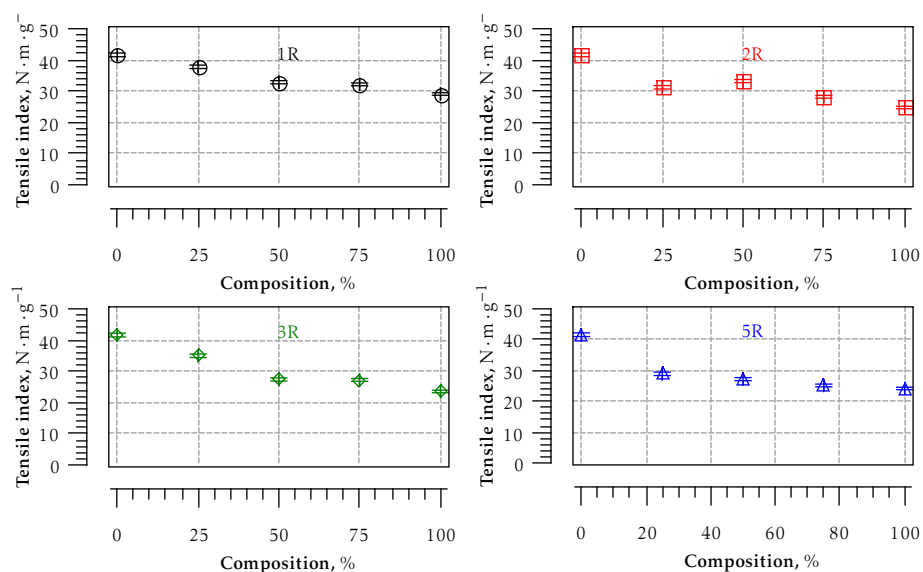 Tensile index, N·m·g⁻
50
40
30
20
10
0
1R
0 25 50 75 100
Composition, %
Tensile index, N·m·g⁻
50
40
30
20
10
0
2R
0 25 50 75 100
Composition, %
Tensile index, N·m·g⁻¹
50
40
30
20
10
0
3R
0 25 50 75 100
Composition, %
Tensile index, N·m·g⁻¹
50
40
30
20
10
0
5R
0 20 40 60 80 100
Composition, %